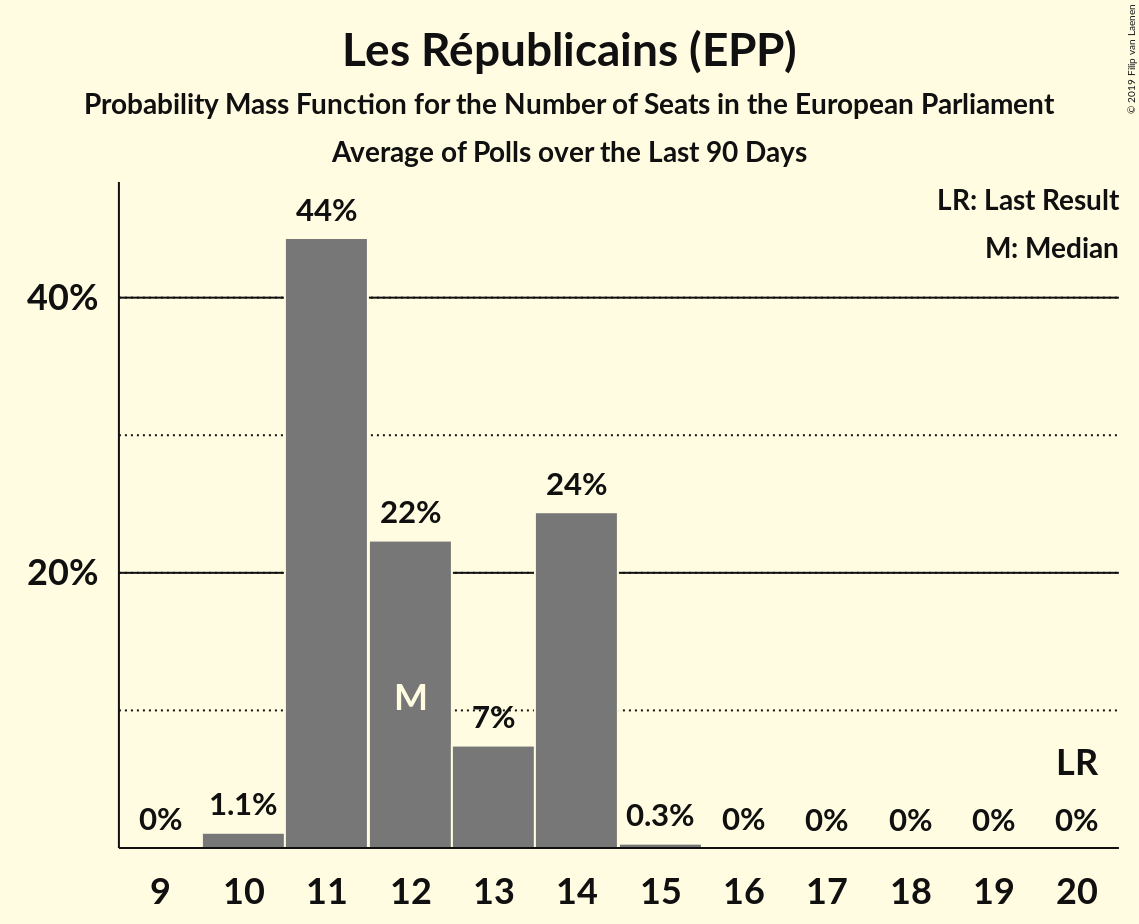 Les Républicains (EPP)
Probability Mass Function for the Number of Seats in the European Parliament
Average of Polls over the Last 90 Days
© 2019 Filip van Laenen
LR: Last Result
M: Median
40%
20%
0%
1.1%
44%
22%
7%
24%
0.3%
0%
0%
0%
0%
0%
M
LR
9 10 11 12 13 14 15 16 17 18 19 20